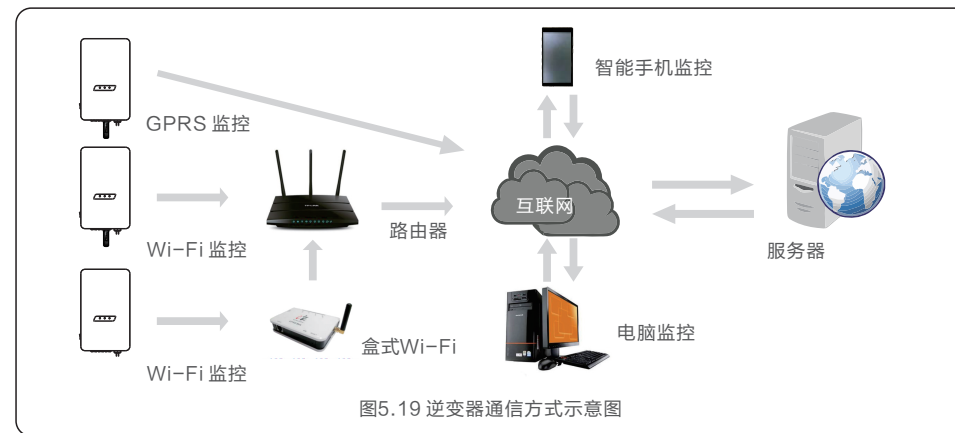 智能手机监控
GPRS 监控
互联网
路由器
Wi-Fi 监控
服务器
电脑监控
盒式Wi-Fi
Wi-Fi 监控
图5.19 逆变器通信方式示意图